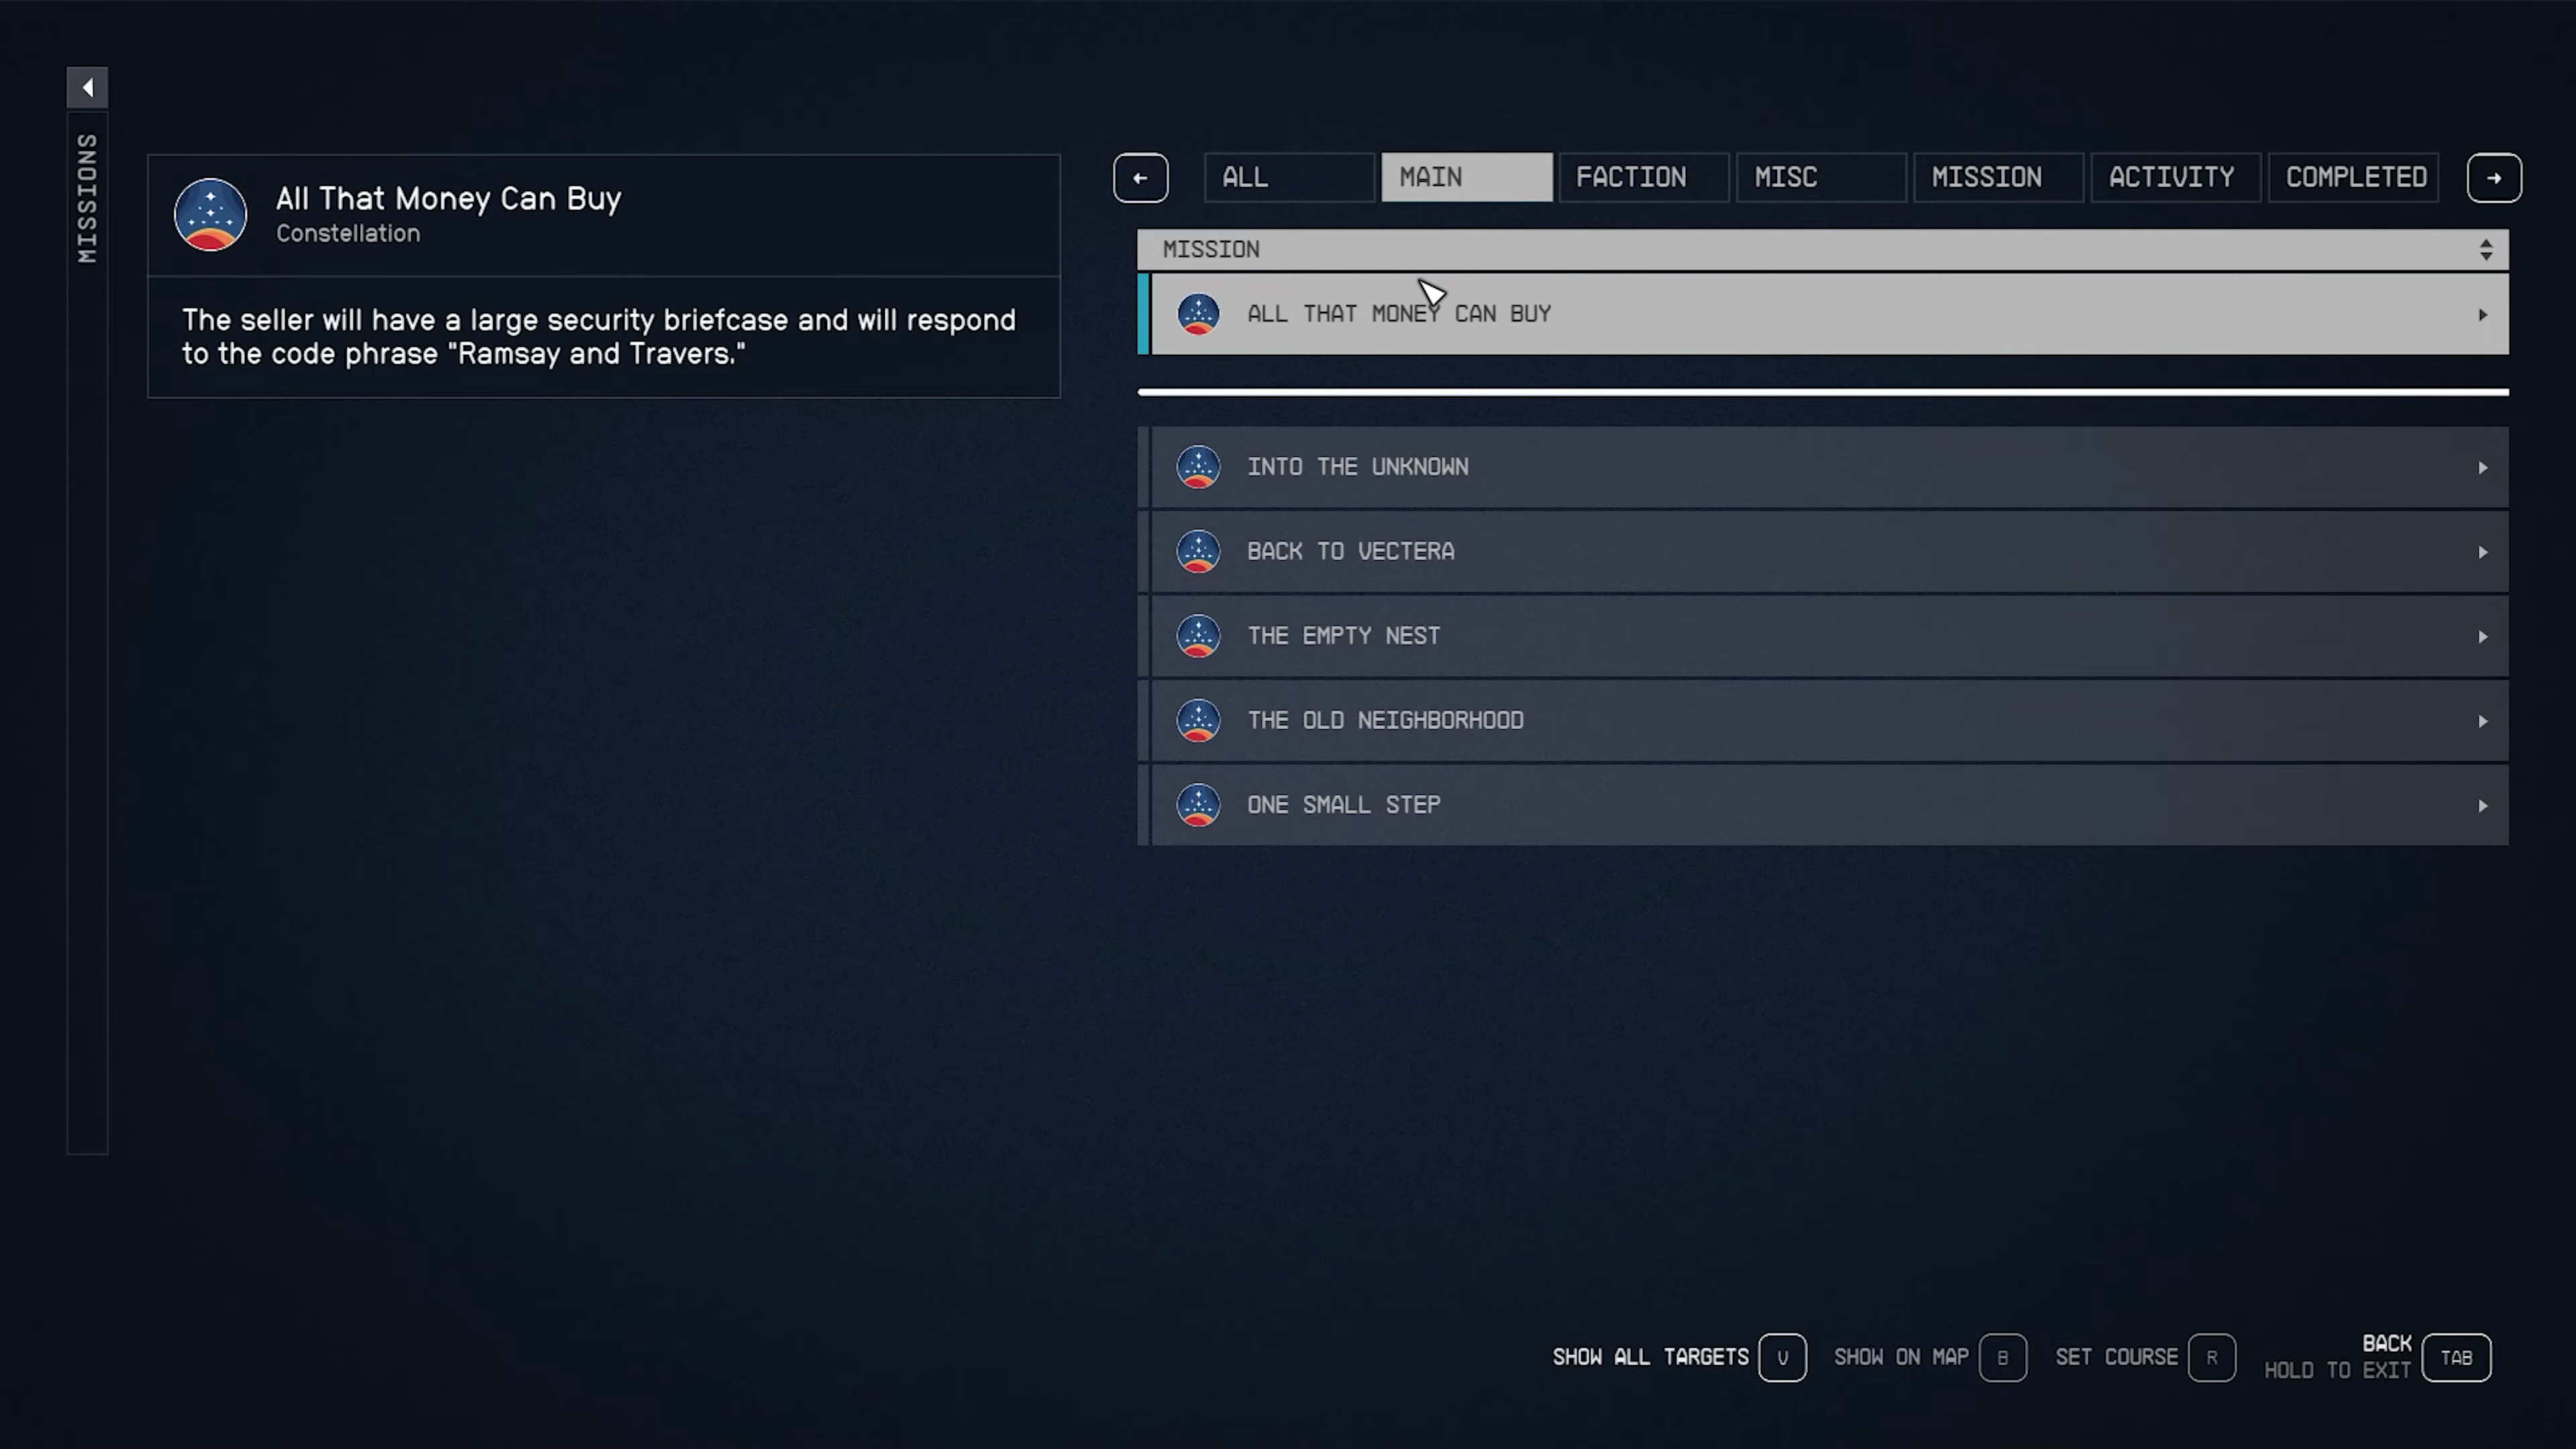 MISSIONS
All That Money Can Buy
Constellation
The seller will have a large security briefcase and will respond
to the code phrase "Ramsay and Travers."
ALL
MAIN
FACTION
MISC
MISSION
ACTIVITY
COMPLETED
MISSION
ALL THAT MONEY CAN BUY
INTO THE UNKNOWN
BACK TO VECTERA
THE EMPTY NEST
THE OLD NEIGHBORHOOD
ONE SMALL STEP
SHOW ALL TARGETS V
SHOW ON MAP B
SET COURSE R
BACK
HOLD TO EXIT
TAB